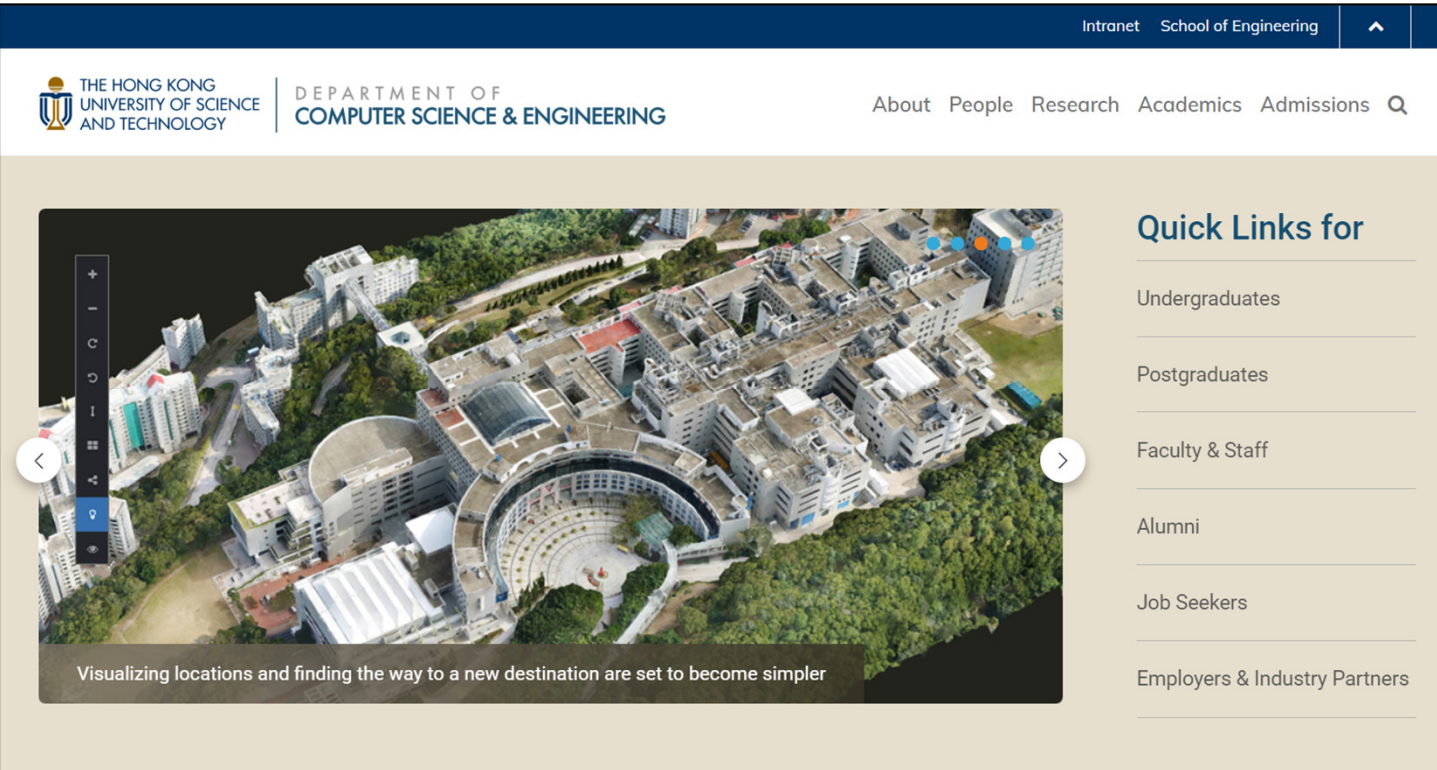 Intranet School of Engineering
THE HONG KONG
UNIVERSITY OF SCIENCE
AND TECHNOLOGY
DEPARTMENT OF
COMPUTER SCIENCE & ENGINEERING
About People Research Academics Admissions
Visualizing locations and finding the way to a new destination are set to become simpler
Quick Links for
Undergraduates
Postgraduates
Faculty & Staff
Alumni
Job Seekers
Employers & Industry Partners